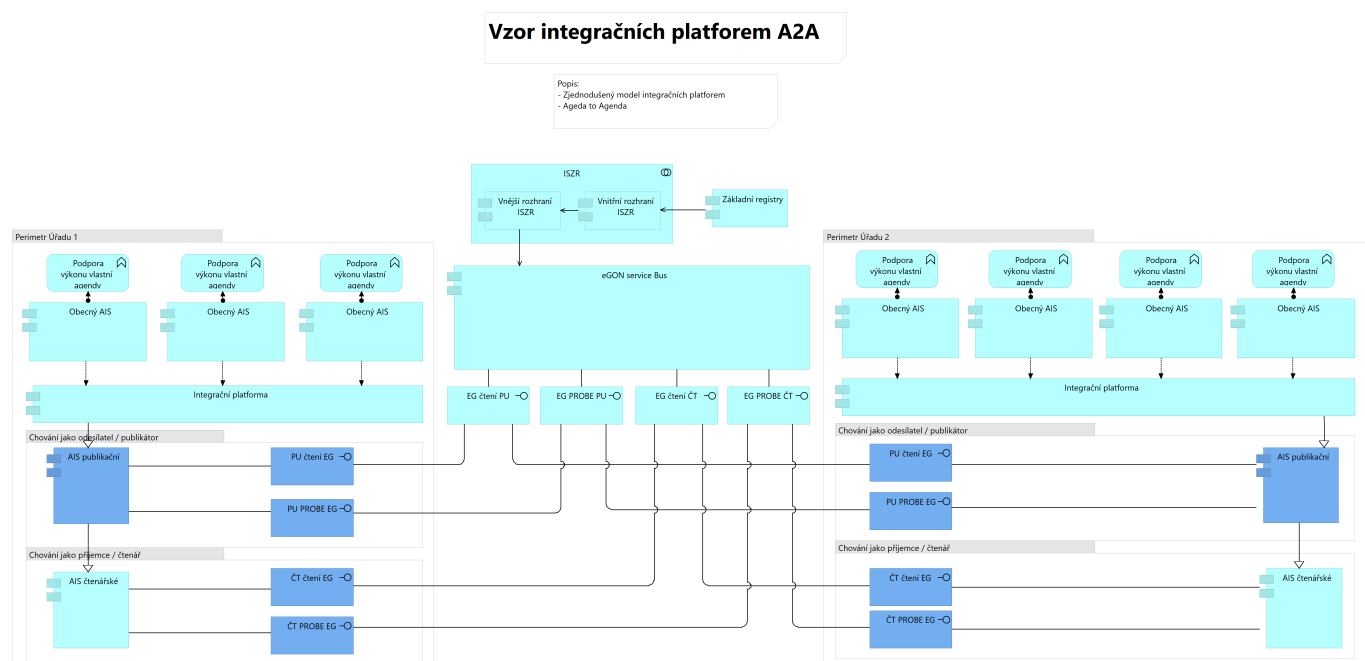 Vzor integračních platforem A2A
Popis:
- Zjednodušený model integračních platforem
- Ageda to Agenda
ISZR
Vnější rozhraní
ISZR
Vnitřní rozhraní
ISZR
Základní registry
eGON service Bus
EG čtení PU
EG PROBE PU
EG čtení ČT
EG PROBE ČT
Perimetr Úřadu 1
Podpora
výkonu vlastní
agendy
Podpora
výkonu vlastní
agendy
Podpora
výkonu vlastní
agendy
Obecný AIS
Obecný AIS
Obecný AIS
Integrační platforma
Chování jako odesílatel / publikátor
AIS publikační
PU čtení EG
PU PROBE EG
Chování jako příjemce / čtenář
AIS čtenářské
ČT čtení EG
ČT PROBE EG
Perimetr Úřadu 2
Podpora
výkonu vlastní
agendy
Podpora
výkonu vlastní
agendy
Podpora
výkonu vlastní
agendy
Podpora
výkonu vlastní
agendy
Obecný AIS
Obecný AIS
Obecný AIS
Obecný AIS
Integrační platforma
Chování jako odesílatel / publikátor
PU čtení EG
AIS publikační
PU PROBE EG
Chování jako příjemce / čtenář
ČT čtení EG
AIS čtenářské
ČT PROBE EG